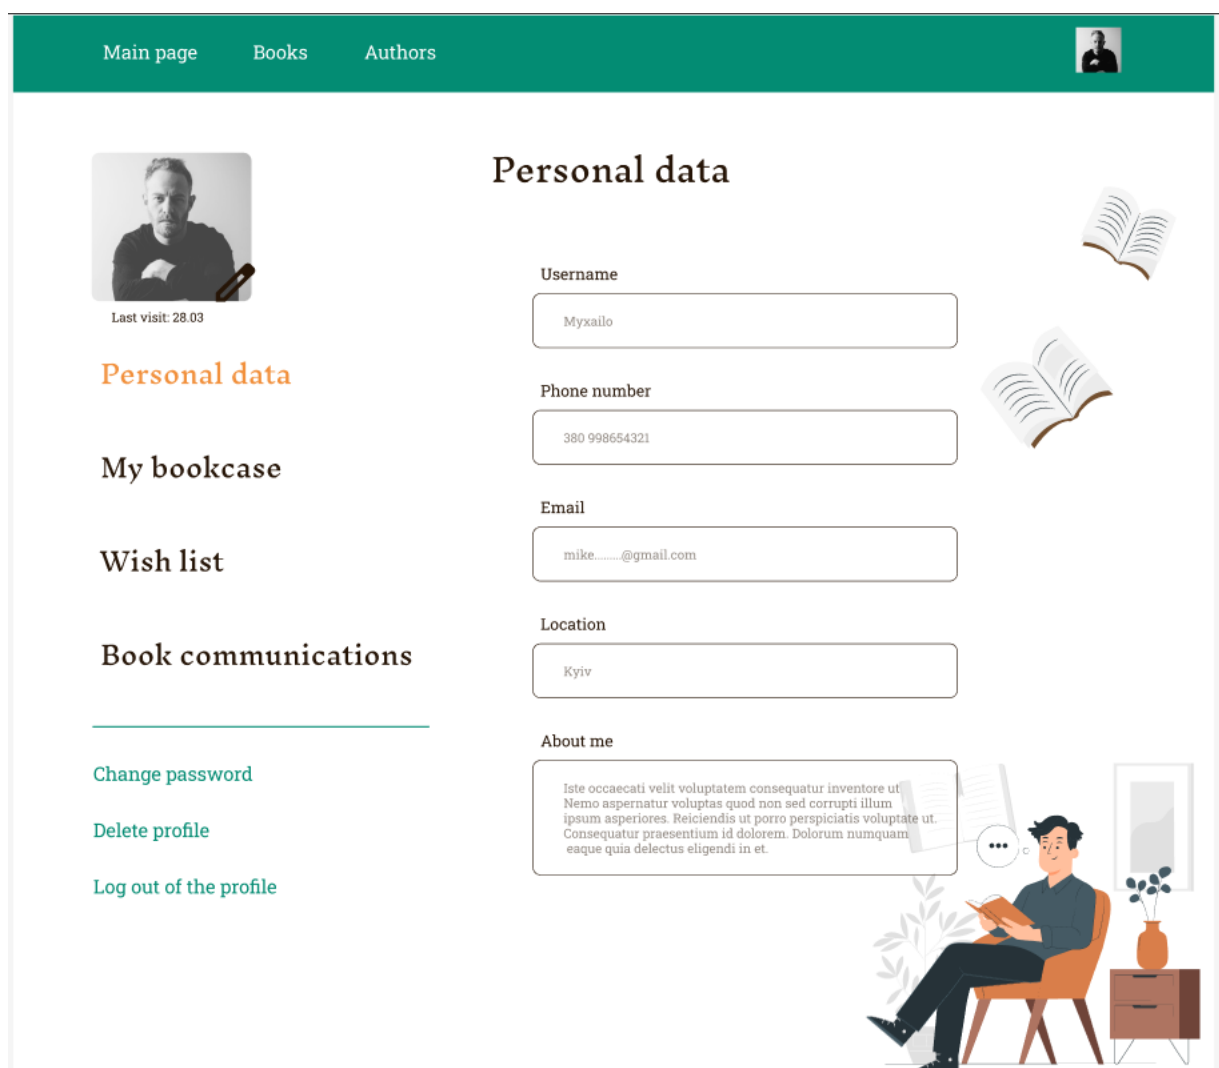 Main page
Books
Authors
Last visit: 28.03
Personal data
My bookcase
Wish list
Book communications
Change password
Delete profile
Log out of the profile
Personal data
Username
Myxailo
Phone number
380 998654321
Email
mike........@gmail.com
Location
Kyiv
About me
Iste occaecati velit voluptatem consequatur inventore ut
Nemo aspernatur voluptas quod non sed corrupti illum
ipsum asperiores. Reiciendis ut porro perspiciatis voluptate ut.
Consequatur praesentium id dolorem. Dolorum numquam
eaque quia delectus eligendi in et.